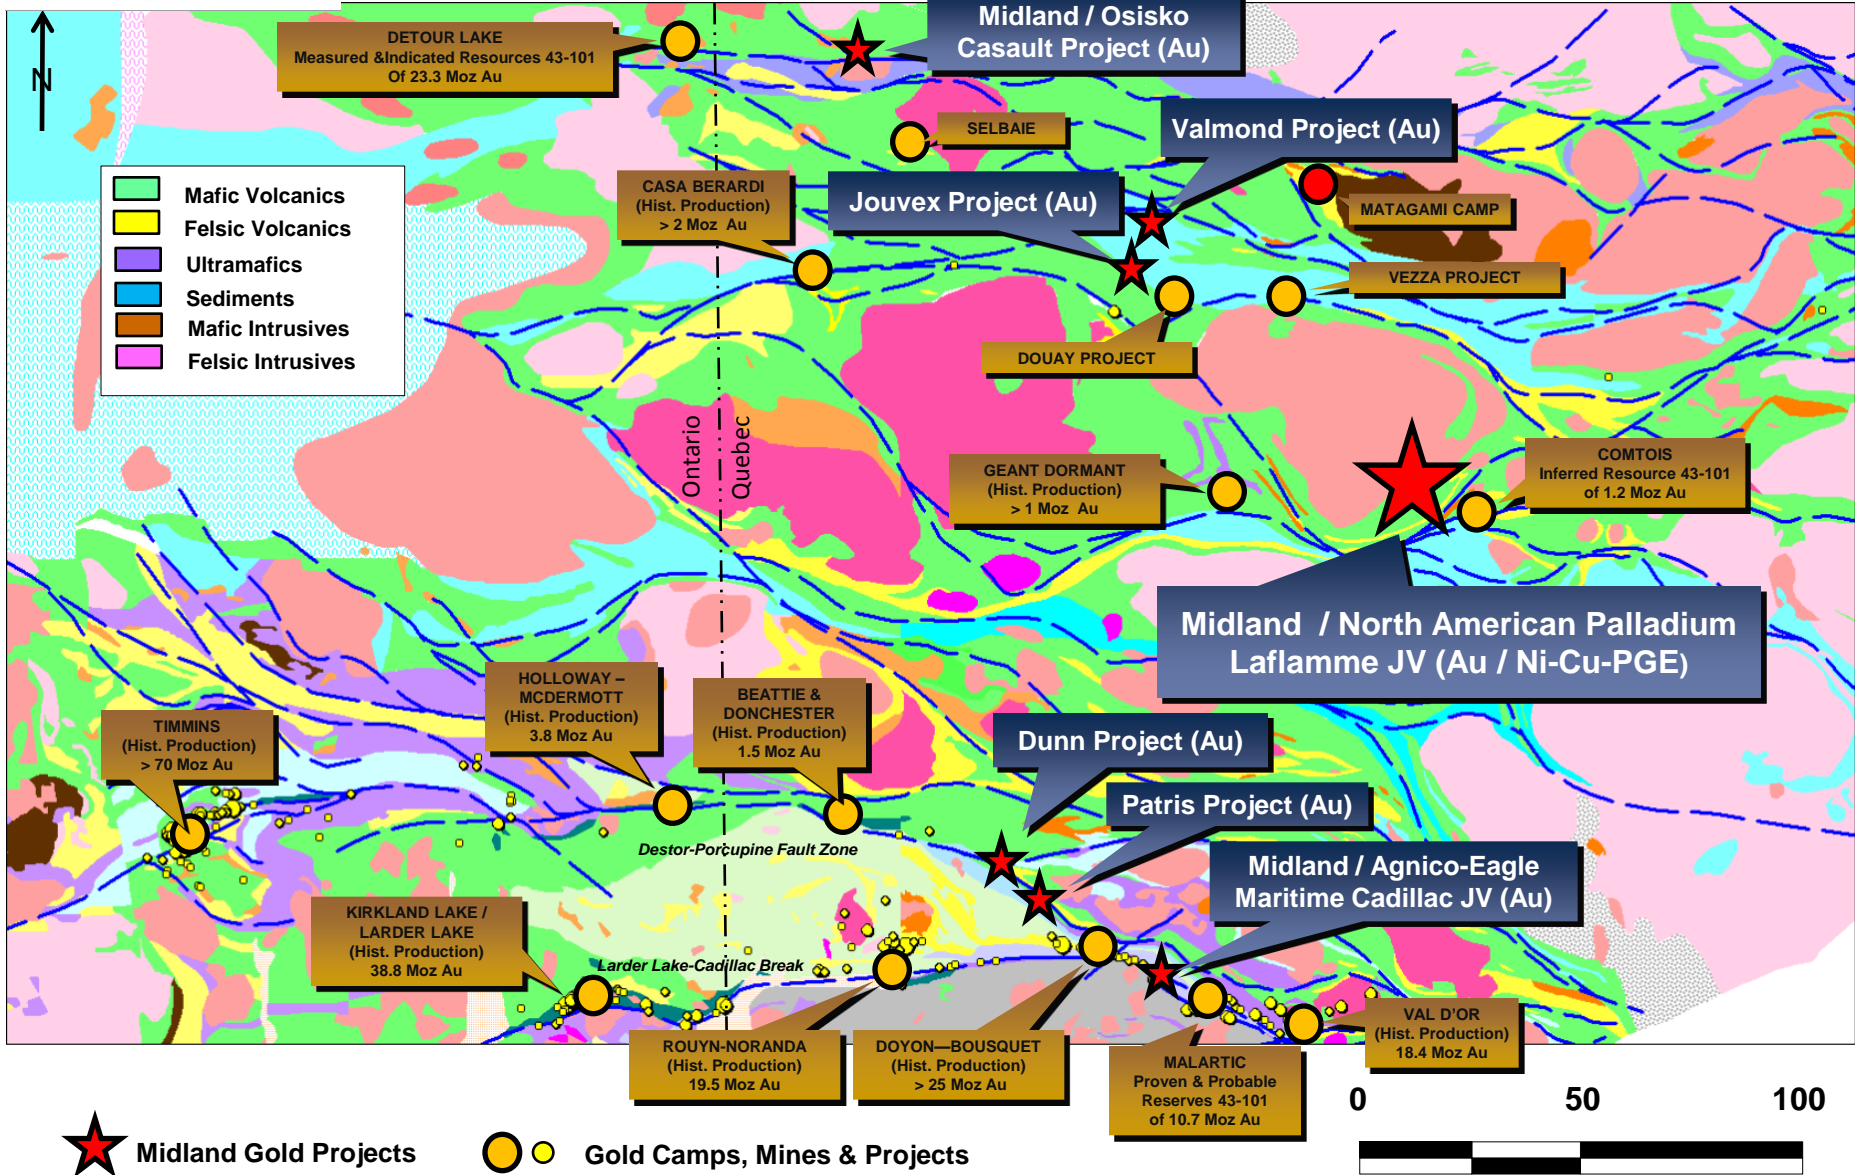 Midland / Osisko
Casault Project (Au)
DETOUR LAKE
Measured &Indicated Resources 43-101
Of 23.3 Moz Au
N
SELBAIE
Valmond Project (Au)
Mafic Volcanics
Felsic Volcanics
Ultramafics
Sediments
Mafic Intrusives
Felsic Intrusives
CASA BERARDI
(Hist. Production)
> 2 Moz Au
Jouvex Project (Au)
MATAGAMI CAMP
VEZZA PROJECT
DOUAY PROJECT
Ontario
Quebec
GEANT DORMANT
(Hist. Production)
> 1 Moz Au
COMTOIS
Inferred Resource 43-101
of 1.2 Moz Au
Midland / North American Palladium
Laflamme JV (Au / Ni-Cu-PGE)
HOLLOWAY –
MCDERMOTT
(Hist. Production)
3.8 Moz Au
BEATTIE &
DONCHESTER
(Hist. Production)
1.5 Moz Au
TIMMINS
(Hist. Production)
> 70 Moz Au
Dunn Project (Au)
Patris Project (Au)
Destor-Porcupine Fault Zone
Midland / Agnico-Eagle
Maritime Cadillac JV (Au)
KIRKLAND LAKE /
LARDER LAKE
(Hist. Production)
38.8 Moz Au
Larder Lake-Cadillac Break
ROUYN-NORANDA
(Hist. Production)
19.5 Moz Au
DOYON—BOUSQUET
(Hist. Production)
> 25 Moz Au
MALARTIC
Proven & Probable
Reserves 43-101
of 10.7 Moz Au
VAL D'OR
(Hist. Production)
18.4 Moz Au
0 50 100
Midland Gold Projects
Gold Camps, Mines & Projects